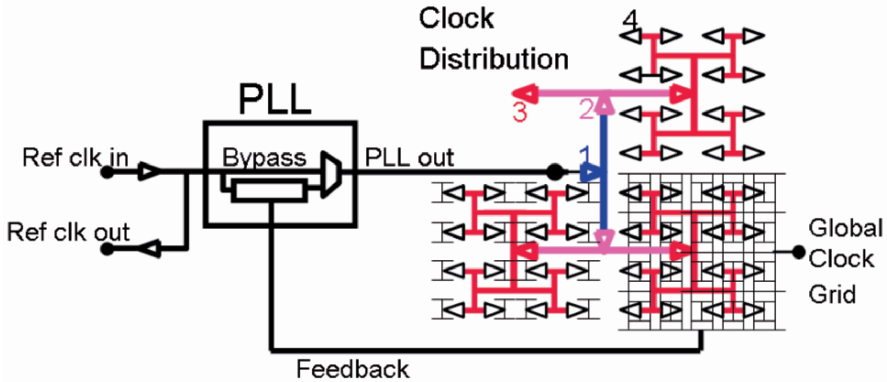 Clock
Distribution
4
PLL
3
2
1
Ref clk in
Bypass
PLL out
Ref clk out
Global
Clock
Grid
Feedback